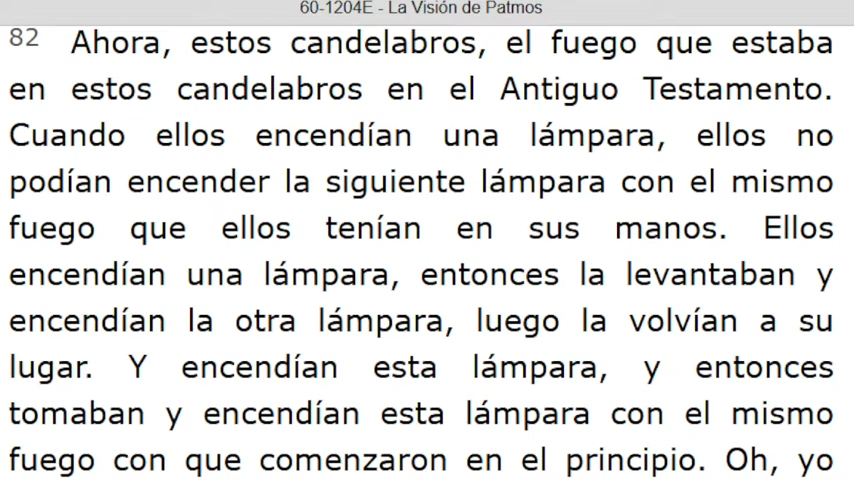 60-1204E - La Visión de Patmos
82 Ahora, estos candelabros, el fuego que estaba
en estos candelabros en el Antiguo Testamento.
Cuando ellos encendían una lámpara, ellos no
podían encender la siguiente lámpara con el mismo
fuego que ellos tenían en sus manos. Ellos
encendían una lámpara, entonces la levantaban y
encendían la otra lámpara, luego la volvían a su
lugar. Y encendían esta lámpara, y entonces
tomaban y encendían esta lámpara con el mismo
fuego con que comenzaron en el principio. Oh, yo